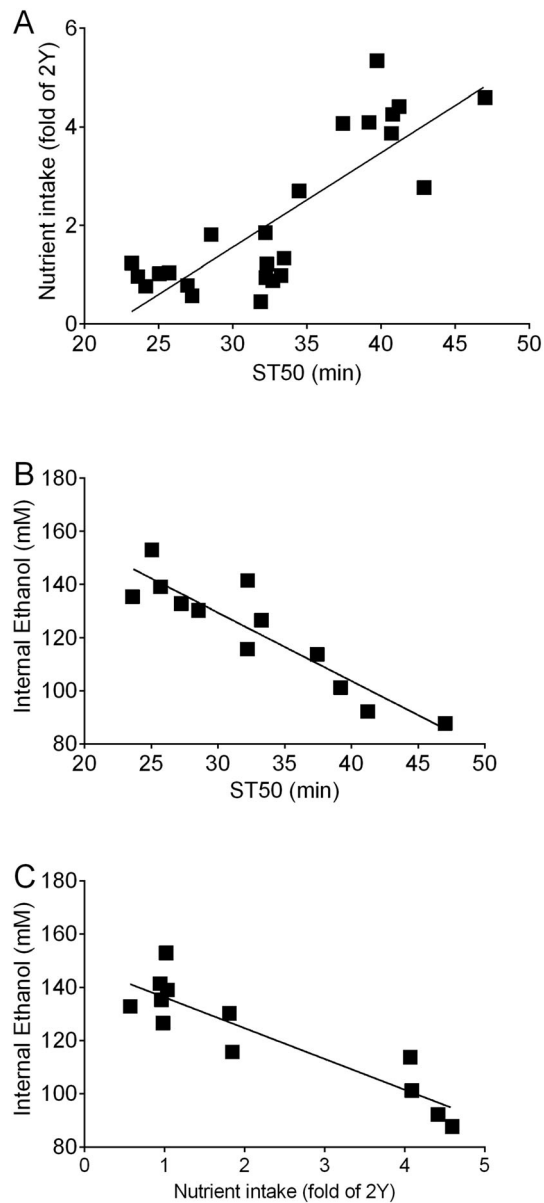 A
Nutrient intake (fold of 2Y)
6
4
2
0
20 25 30 35 40 45 50
ST50 (min)
B
Internal Ethanol (mM)
180
160
140
120
100
80
20 25 30 35 40 45 50
ST50 (min)
C
Internal Ethanol (mM)
180
160
140
120
100
80
0 1 2 3 4 5
Nutrient intake (fold of 2Y)